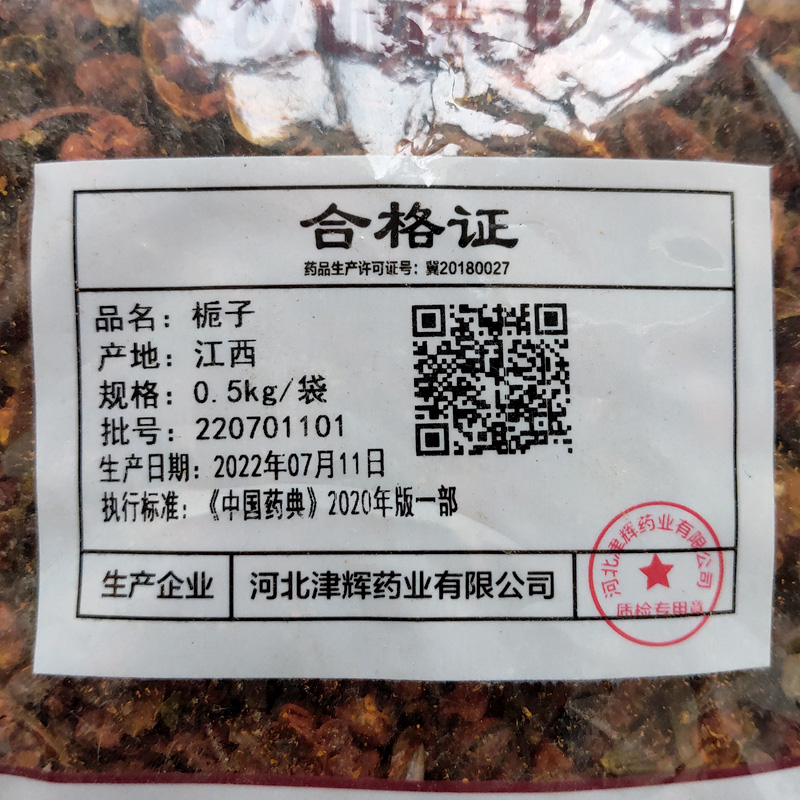 合格证
药品生产许可证号：冀20180027
品名：栀子
产地：江西
规格：0.5kg/袋
批号：220701101
生产日期：2022年07月11日
执行标准：《中国药典》2020年版一部
生产企业 河北津辉药业有限公司
河北津辉药业有限公司
质检专用章